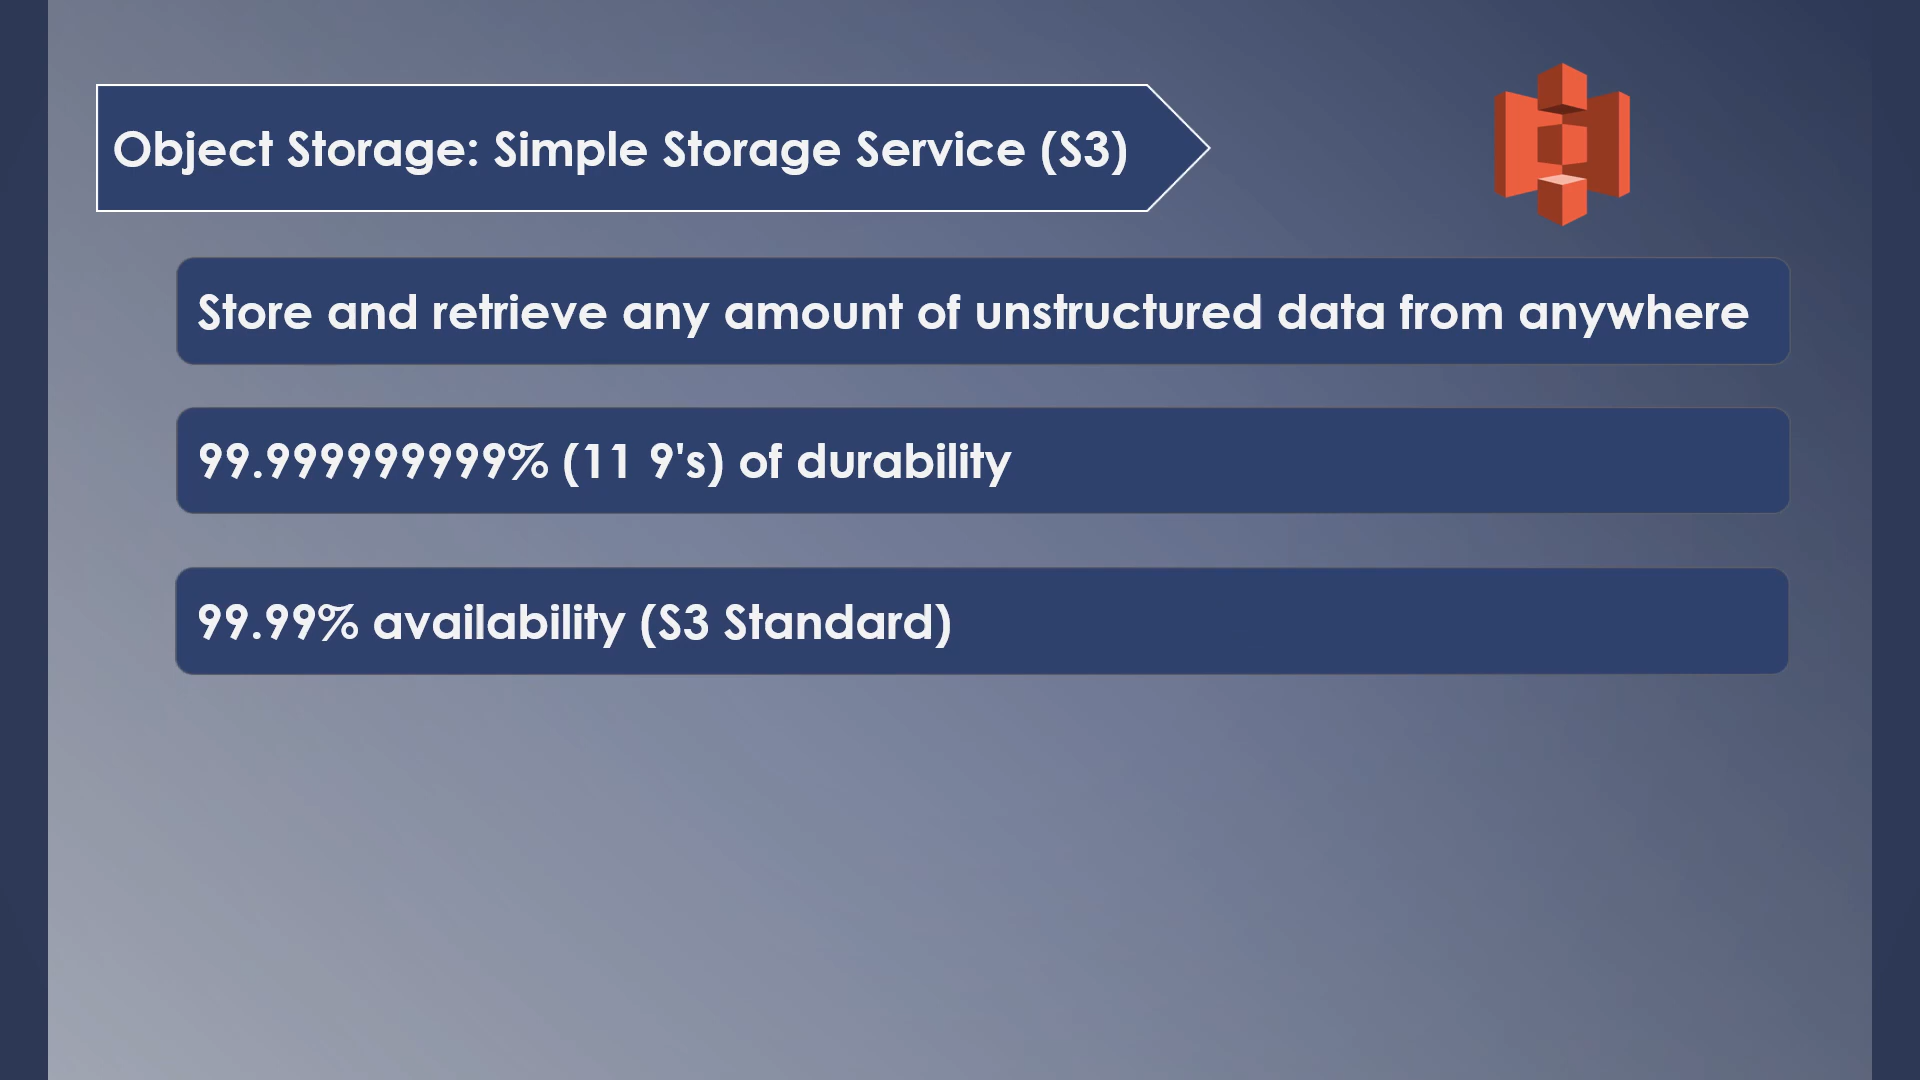 Object Storage: Simple Storage Service (S3)
Store and retrieve any amount of unstructured data from anywhere
99.999999999% (11 9's) of durability
99.99% availability (S3 Standard)